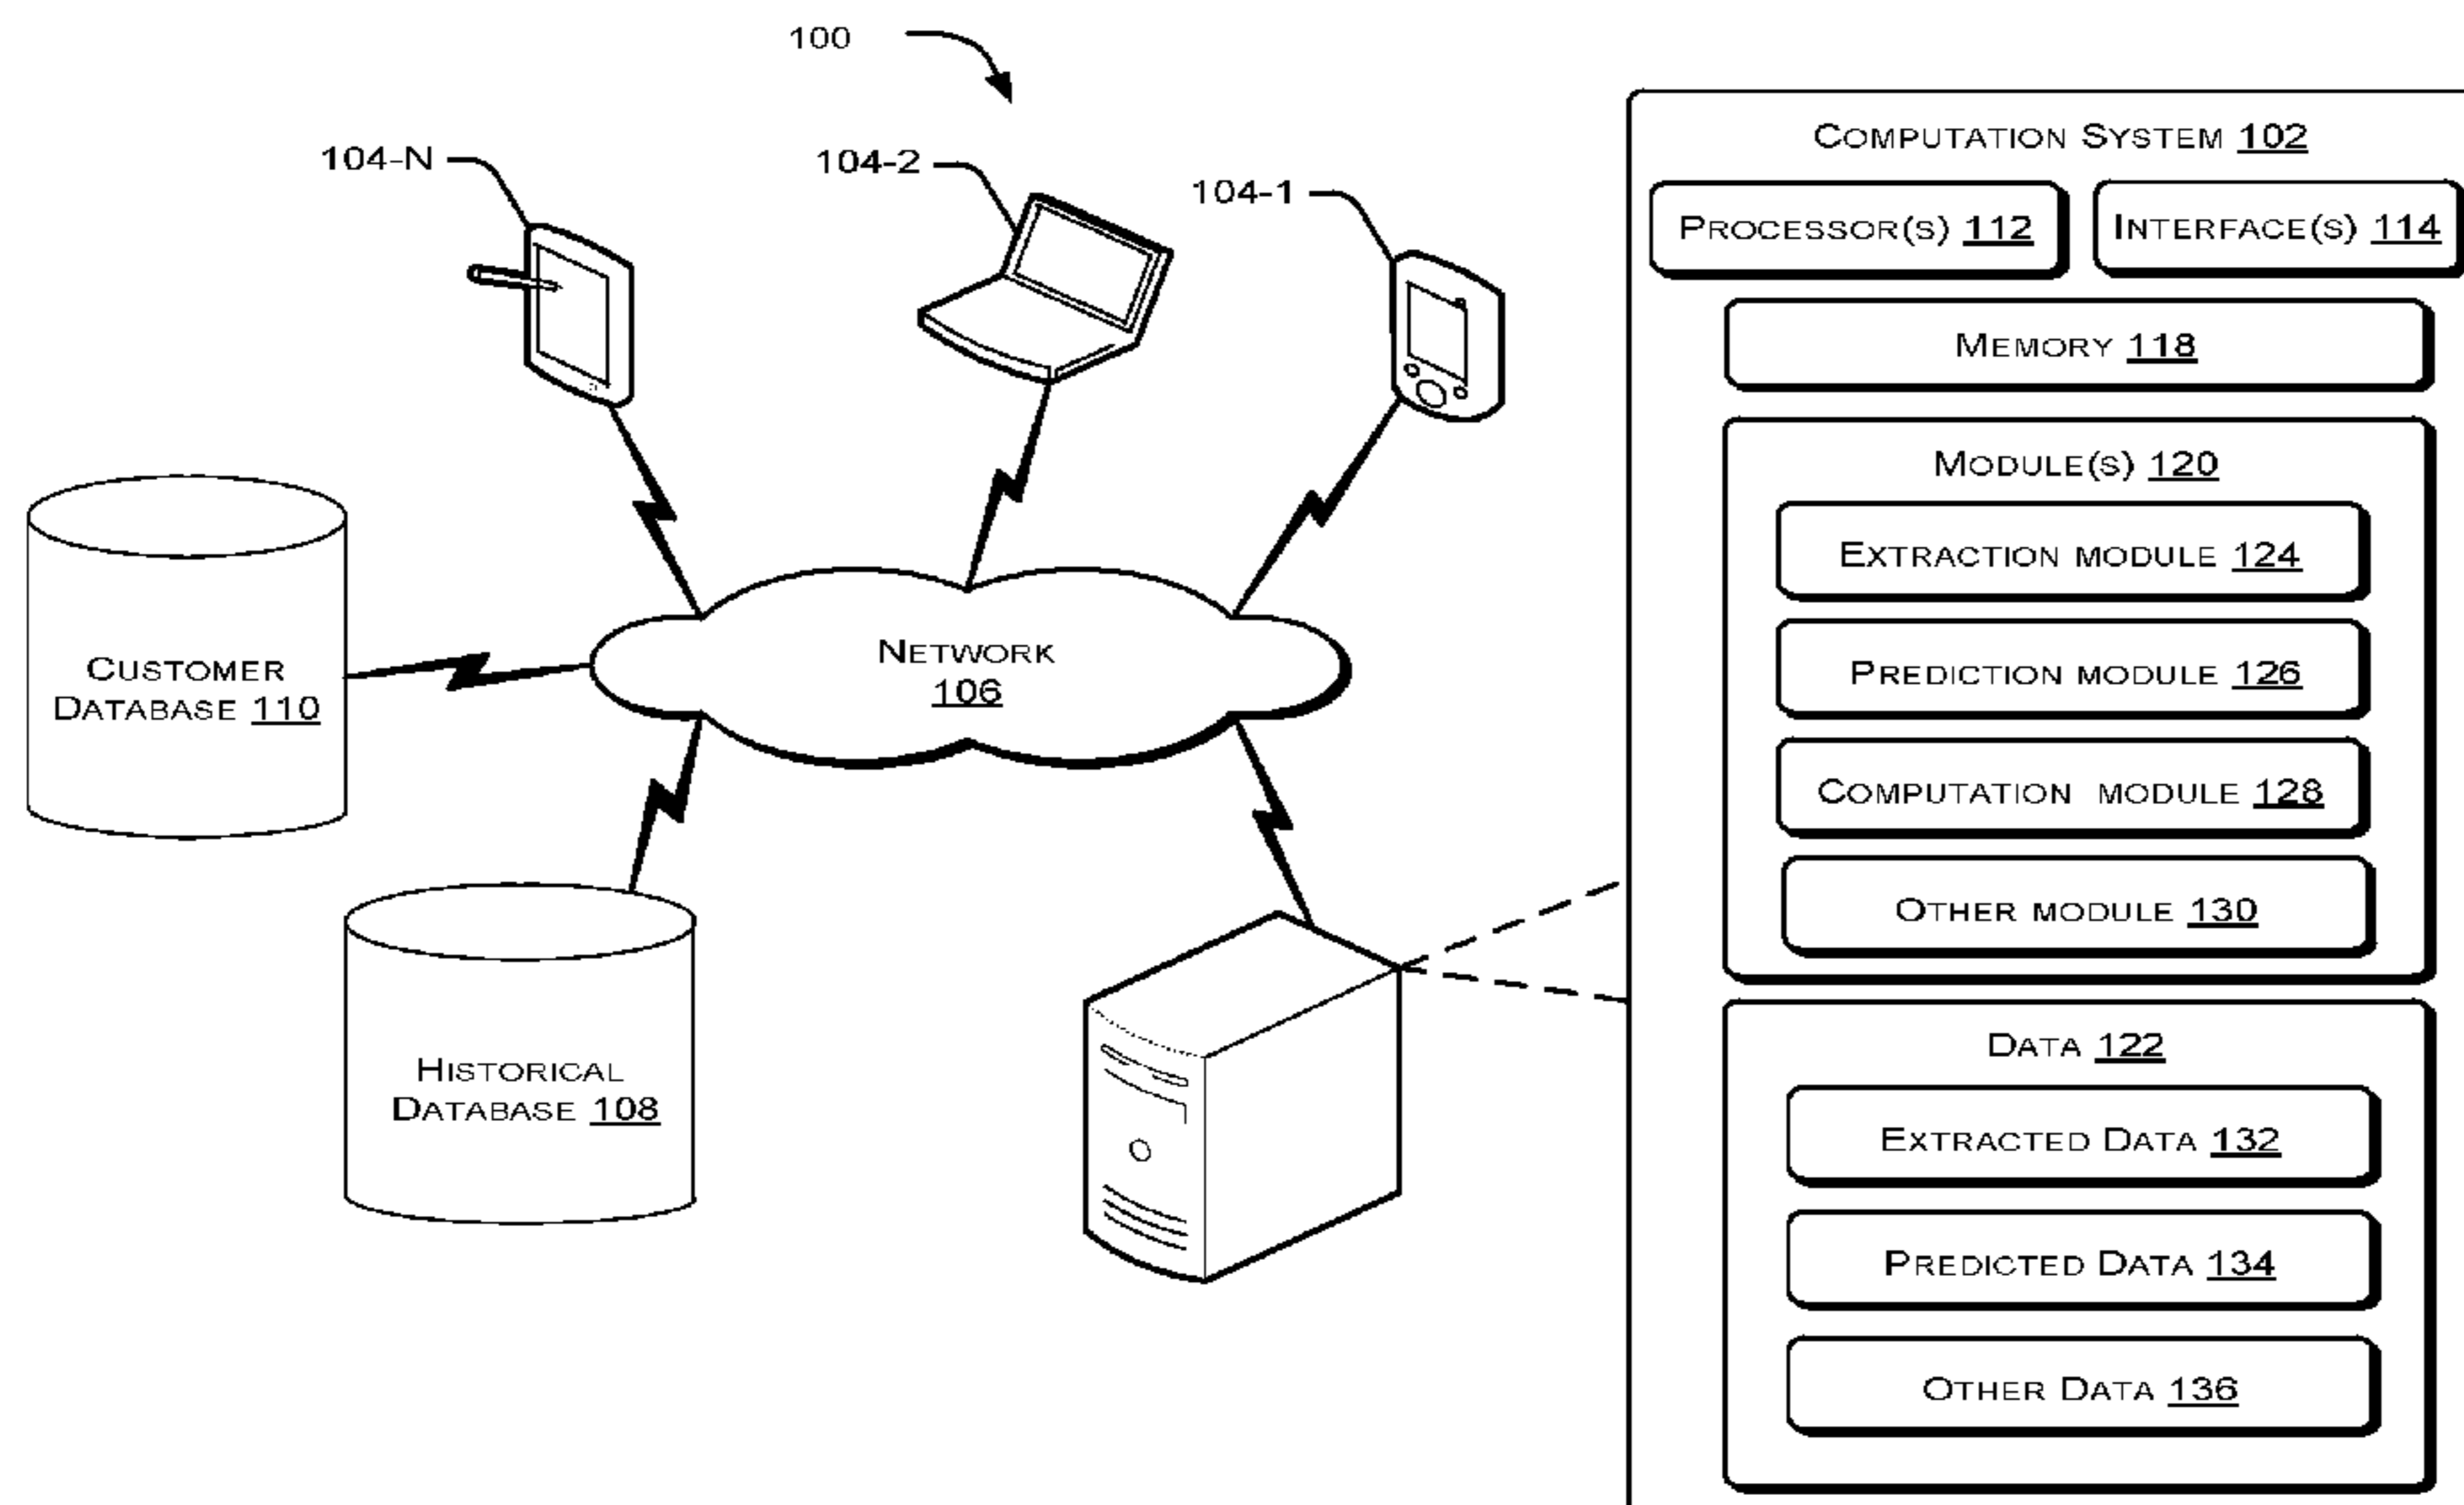 100
104-N
104-2
104-1
CUSTOMER
DATABASE 110
NETWORK
106
HISTORICAL
DATABASE 108
COMPUTATION SYSTEM 102
PROCESSOR(S) 112
INTERFACE(S) 114
MEMORY 118
MODULE(S) 120
EXTRACTION MODULE 124
PREDICTION MODULE 126
COMPUTATION MODULE 128
OTHER MODULE 130
DATA 122
EXTRACTED DATA 132
PREDICTED DATA 134
OTHER DATA 136